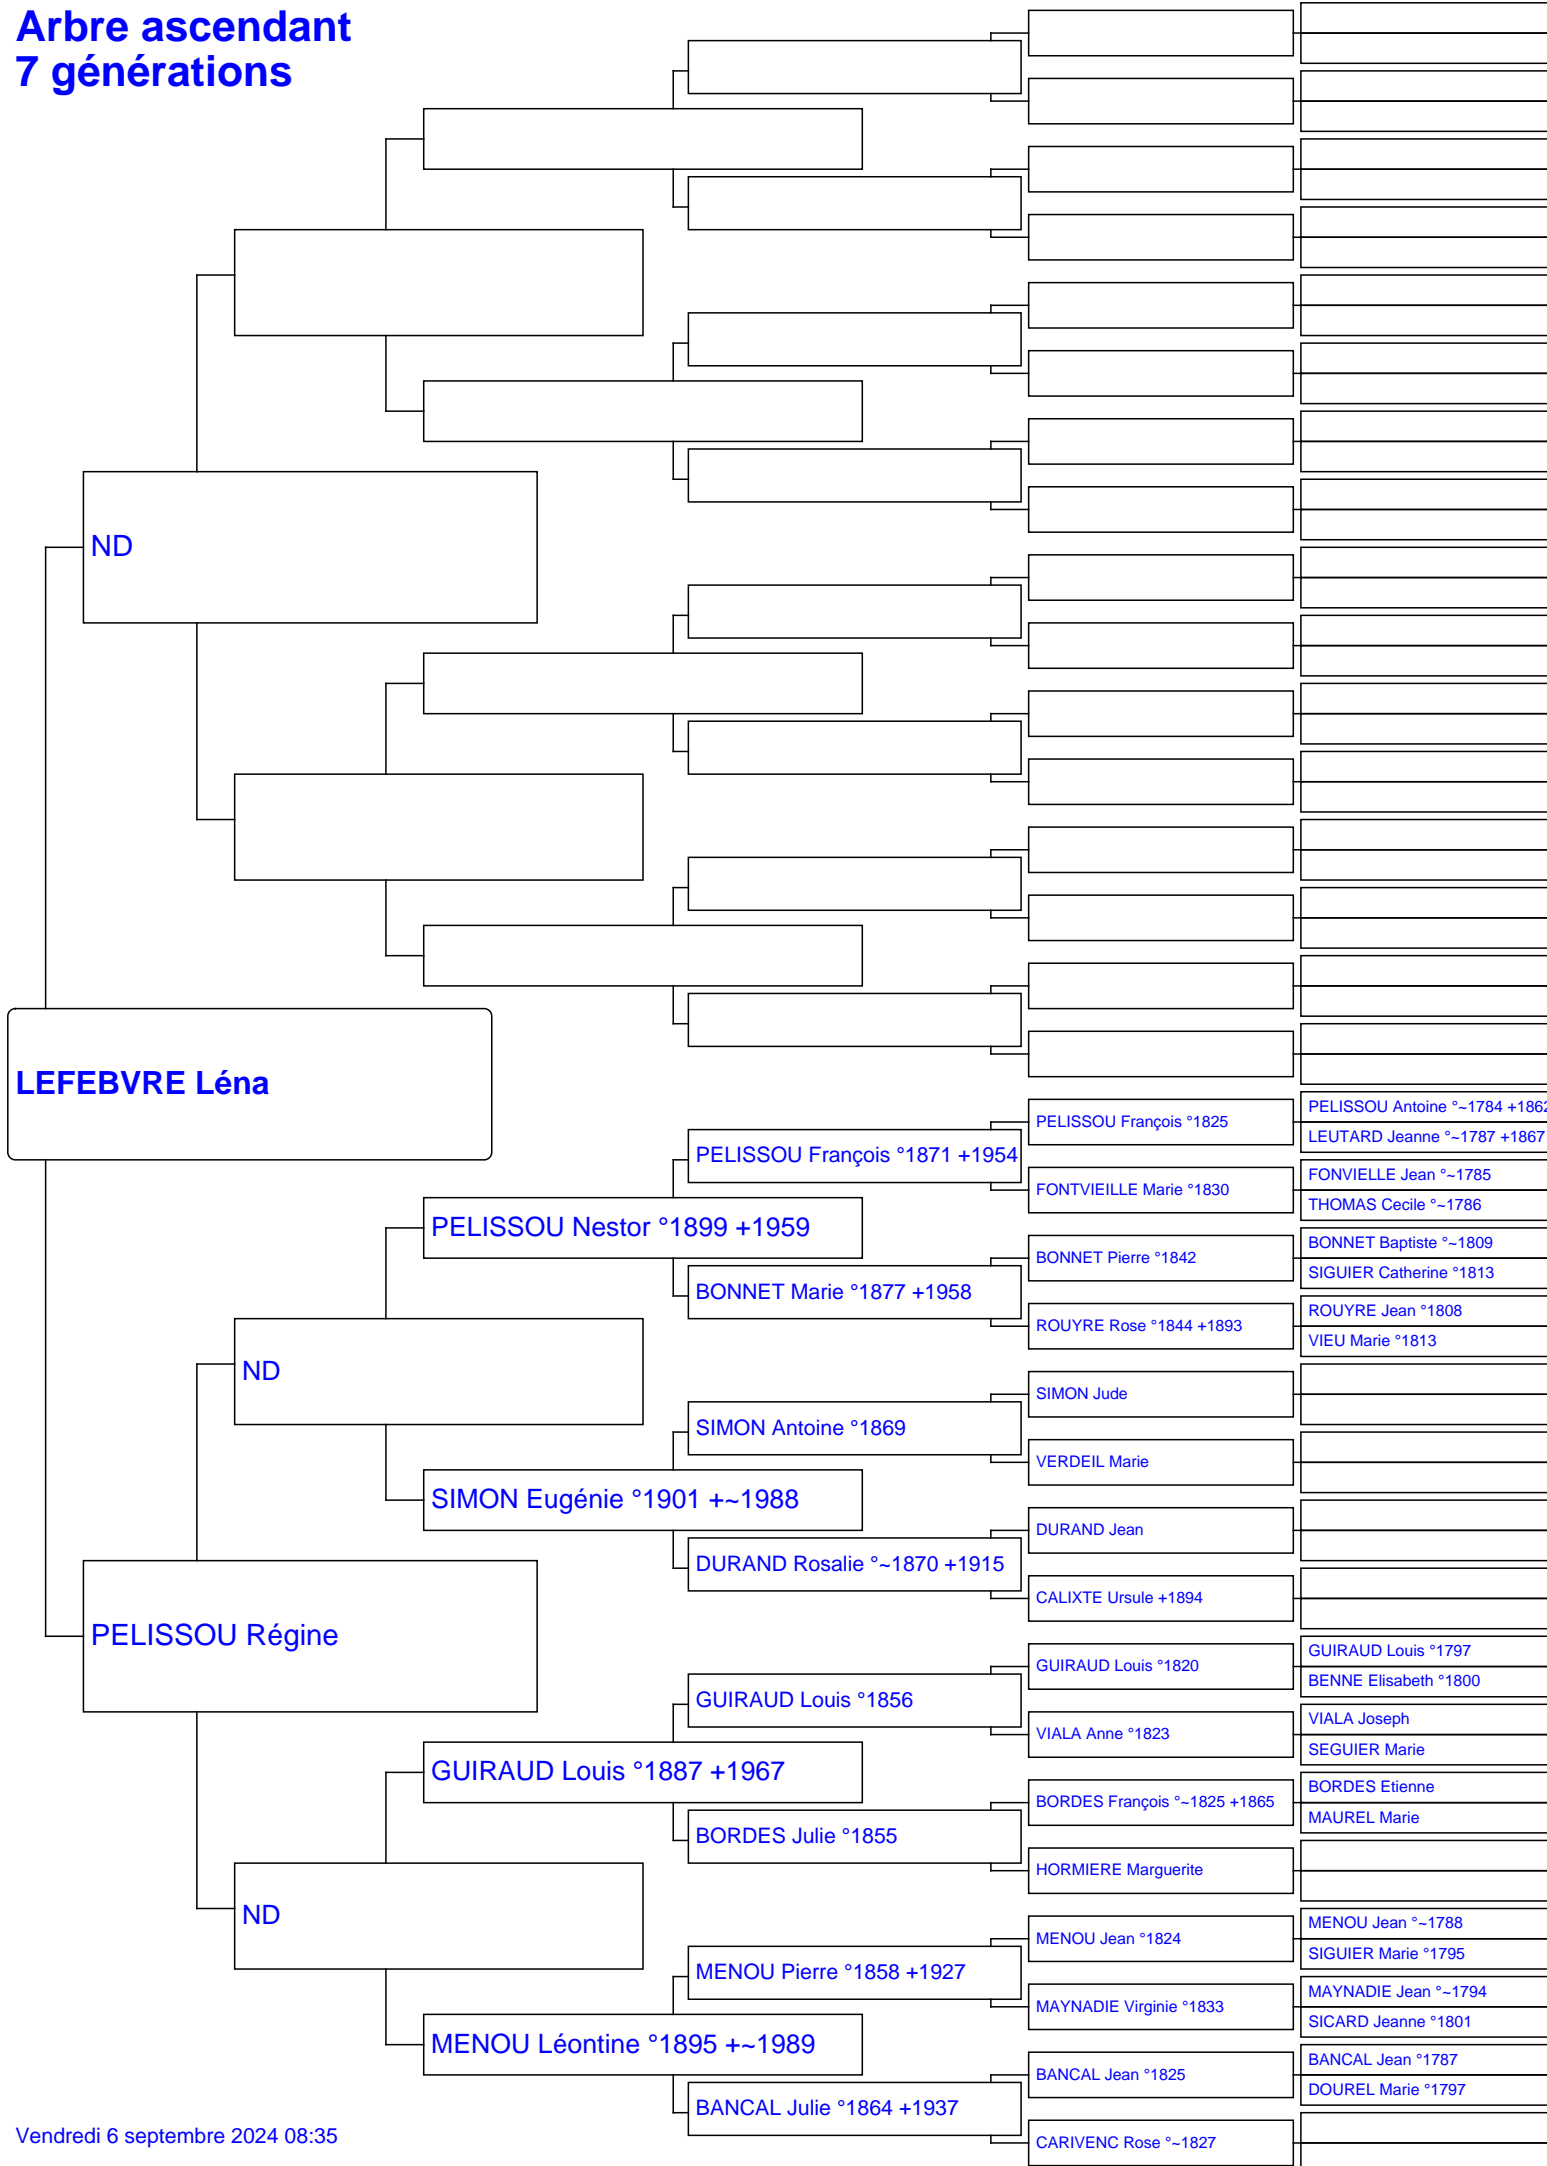 Arbre ascendant
7 générations
ND
LEFEBVRE Léna
PELISSOU Antoine °~1784 +1862
PELISSOU François °1825
LEUTARD Jeanne °~1787 +1867
PELISSOU François °1871 +1954
FONVIELLE Jean °~1785
FONTVIEILLE Marie °1830
THOMAS Cecile °~1786
PELISSOU Nestor °1899 +1959
BONNET Baptiste °~1809
BONNET Pierre °1842
SIGUIER Catherine °1813
BONNET Marie °1877 +1958
ROUYRE Jean °1808
ROUYRE Rose °1844 +1893
VIEU Marie °1813
ND
SIMON Jude
SIMON Antoine °1869
VERDEIL Marie
SIMON Eugénie °1901 +~1988
DURAND Jean
DURAND Rosalie °~1870 +1915
CALIXTE Ursule +1894
PELISSOU Régine
GUIRAUD Louis °1797
GUIRAUD Louis °1820
BENNE Elisabeth °1800
GUIRAUD Louis °1856
VIALA Joseph
VIALA Anne °1823
SEGUIER Marie
GUIRAUD Louis °1887 +1967
BORDES Etienne
BORDES François °~1825 +1865
MAUREL Marie
BORDES Julie °1855
HORMIERE Marguerite
ND
MENOU Jean °~1788
MENOU Jean °1824
SIGUIER Marie °1795
MENOU Pierre °1858 +1927
MAYNADIE Jean °~1794
MAYNADIE Virginie °1833
SICARD Jeanne °1801
MENOU Léontine °1895 +~1989
BANCAL Jean °1787
BANCAL Jean °1825
DOUREL Marie °1797
BANCAL Julie °1864 +1937
CARIVENC Rose °~1827
Vendredi 6 septembre 2024 08:35